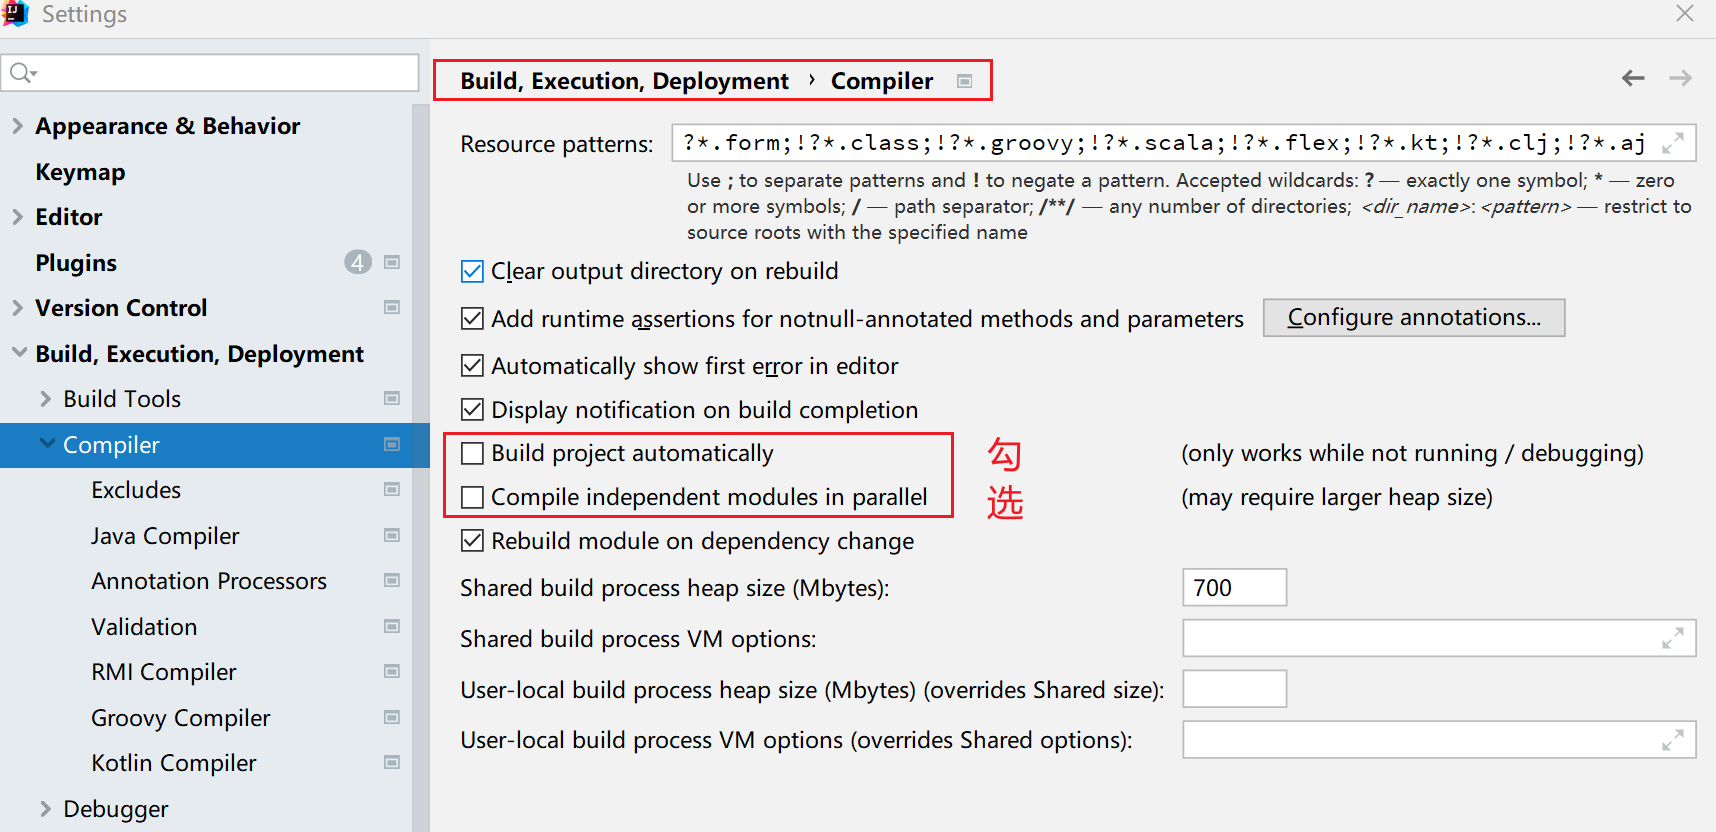 Settings
Appearance & Behavior
Keymap
Editor
Plugins 4
Version Control
Build, Execution, Deployment
Build Tools
Compiler
Excludes
Java Compiler
Annotation Processors
Validation
RMI Compiler
Groovy Compiler
Kotlin Compiler
Debugger
Build, Execution, Deployment › Compiler
Resource patterns: ?*.form;!?*.class;!?*.groovy;!?*.scala;!?*.flex;!?*.kt;!?*.clj;!?*.aj
Use ; to separate patterns and ! to negate a pattern. Accepted wildcards: ? — exactly one symbol; * — zero
or more symbols; / — path separator; /**/ — any number of directories; <dir_name>:<pattern> — restrict to
source roots with the specified name
Clear output directory on rebuild
Add runtime assertions for notnull-annotated methods and parameters Configure annotations...
Automatically show first error in editor
Display notification on build completion
Build project automatically 勾 (only works while not running / debugging)
Compile independent modules in parallel 选 (may require larger heap size)
Rebuild module on dependency change
Shared build process heap size (Mbytes): 700
Shared build process VM options:
User-local build process heap size (Mbytes) (overrides Shared size):
User-local build process VM options (overrides Shared options):